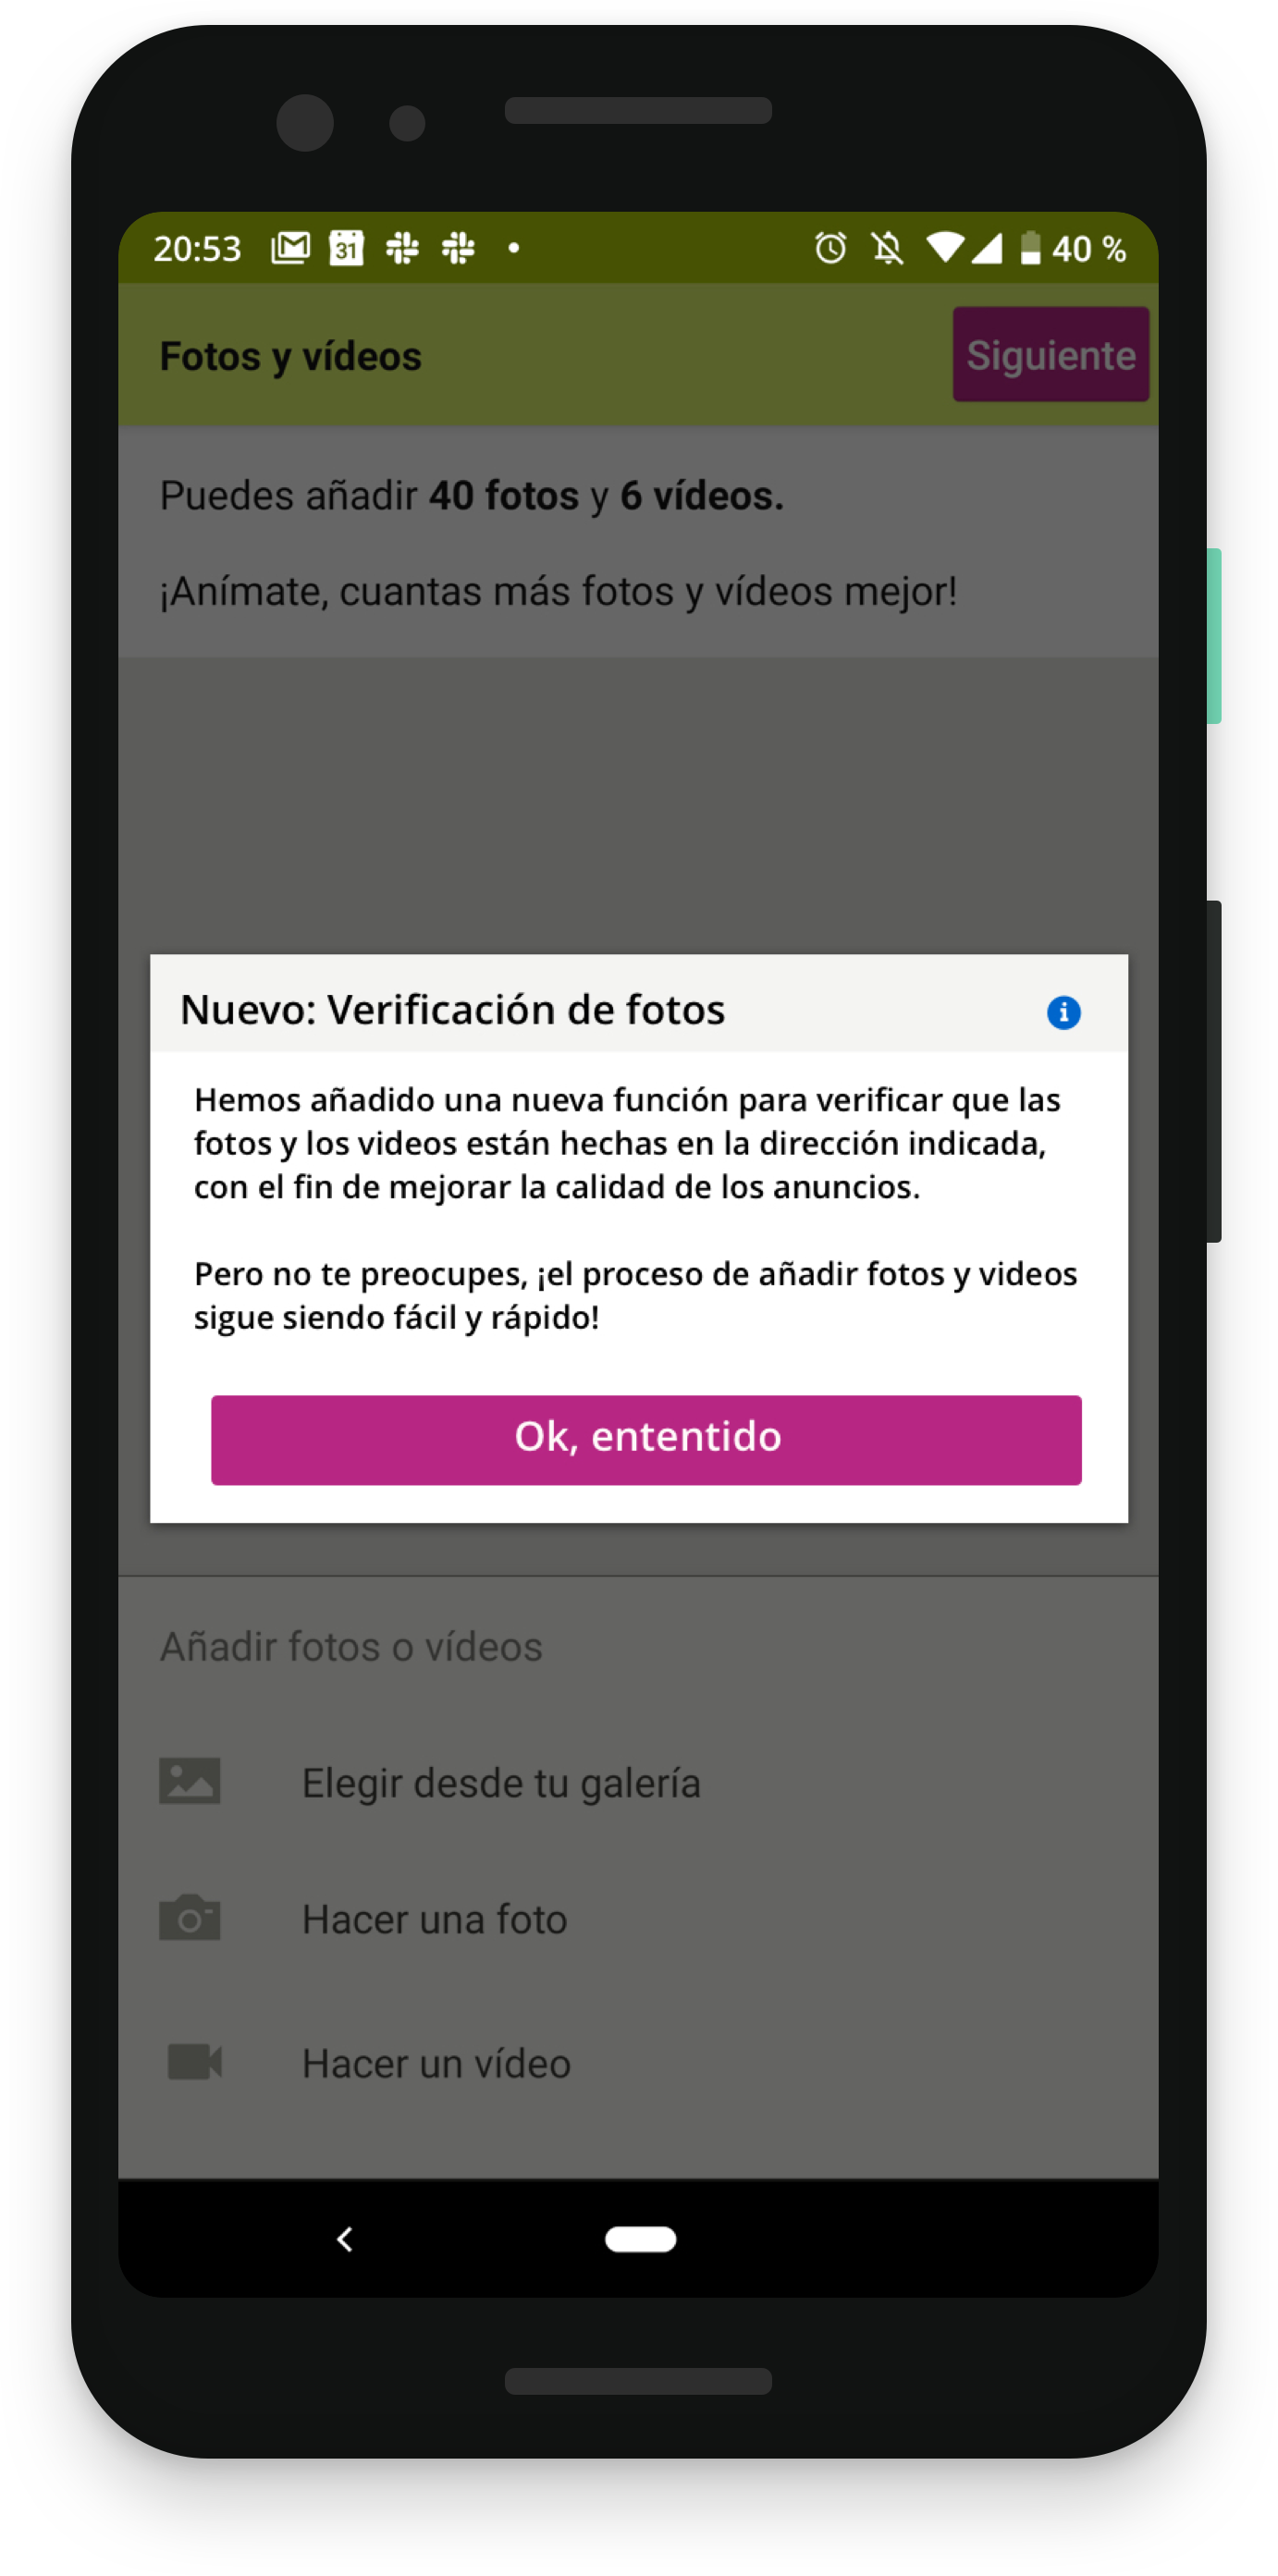 20:53 31 40 %
Fotos y vídeos Siguiente
Puedes añadir 40 fotos y 6 vídeos.
¡Anímate, cuantas más fotos y vídeos mejor!
Nuevo: Verificación de fotos
Hemos añadido una nueva función para verificar que las
fotos y los videos están hechas en la dirección indicada,
con el fin de mejorar la calidad de los anuncios.
Pero no te preocupes, ¡el proceso de añadir fotos y videos
sigue siendo fácil y rápido!
Ok, ententido
Añadir fotos o vídeos
Elegir desde tu galería
Hacer una foto
Hacer un vídeo